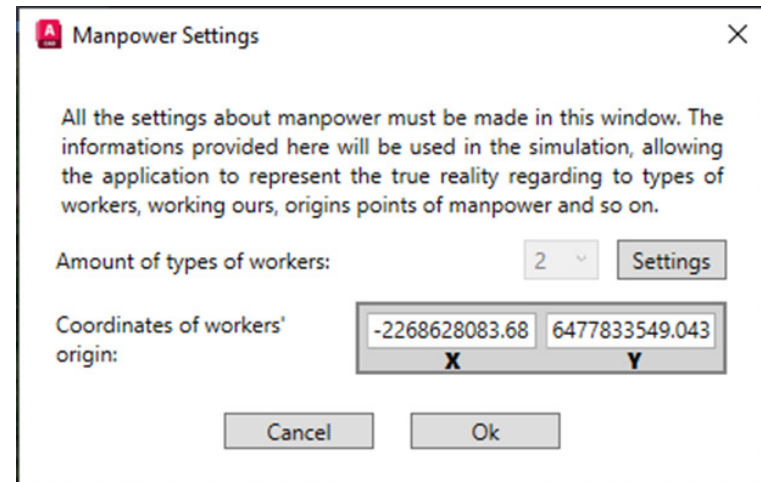 A
CAD
Manpower Settings
All the settings about manpower must be made in this window. The
informations provided here will be used in the simulation, allowing
the application to represent the true reality regarding to types of
workers, working ours, origins points of manpower and so on.
Amount of types of workers: 2 Settings
Coordinates of workers'
origin:
-2268628083.68 6477833549.043
X Y
Cancel Ok